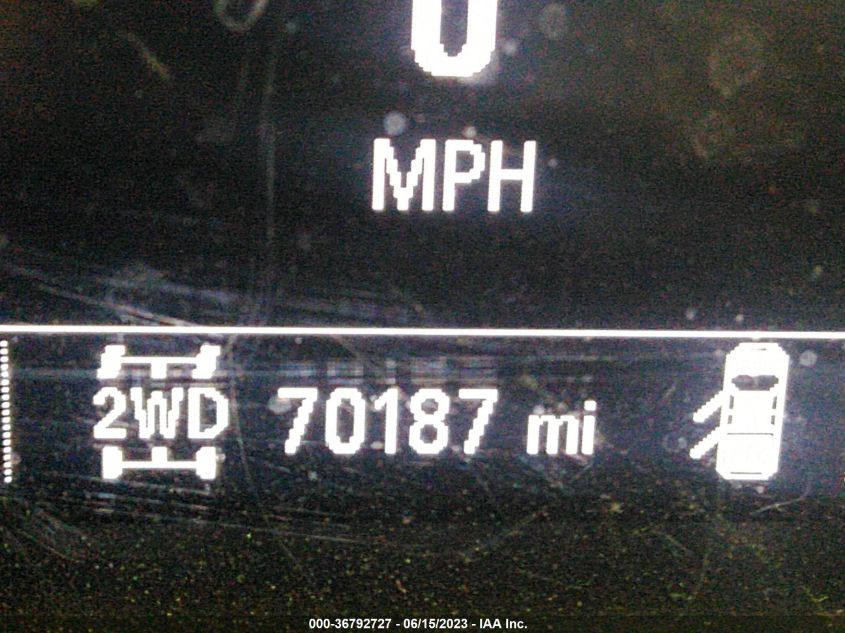 0
MPH
2WD 70187 mi
000-36792727 - 06/15/2023 - IAA Inc.